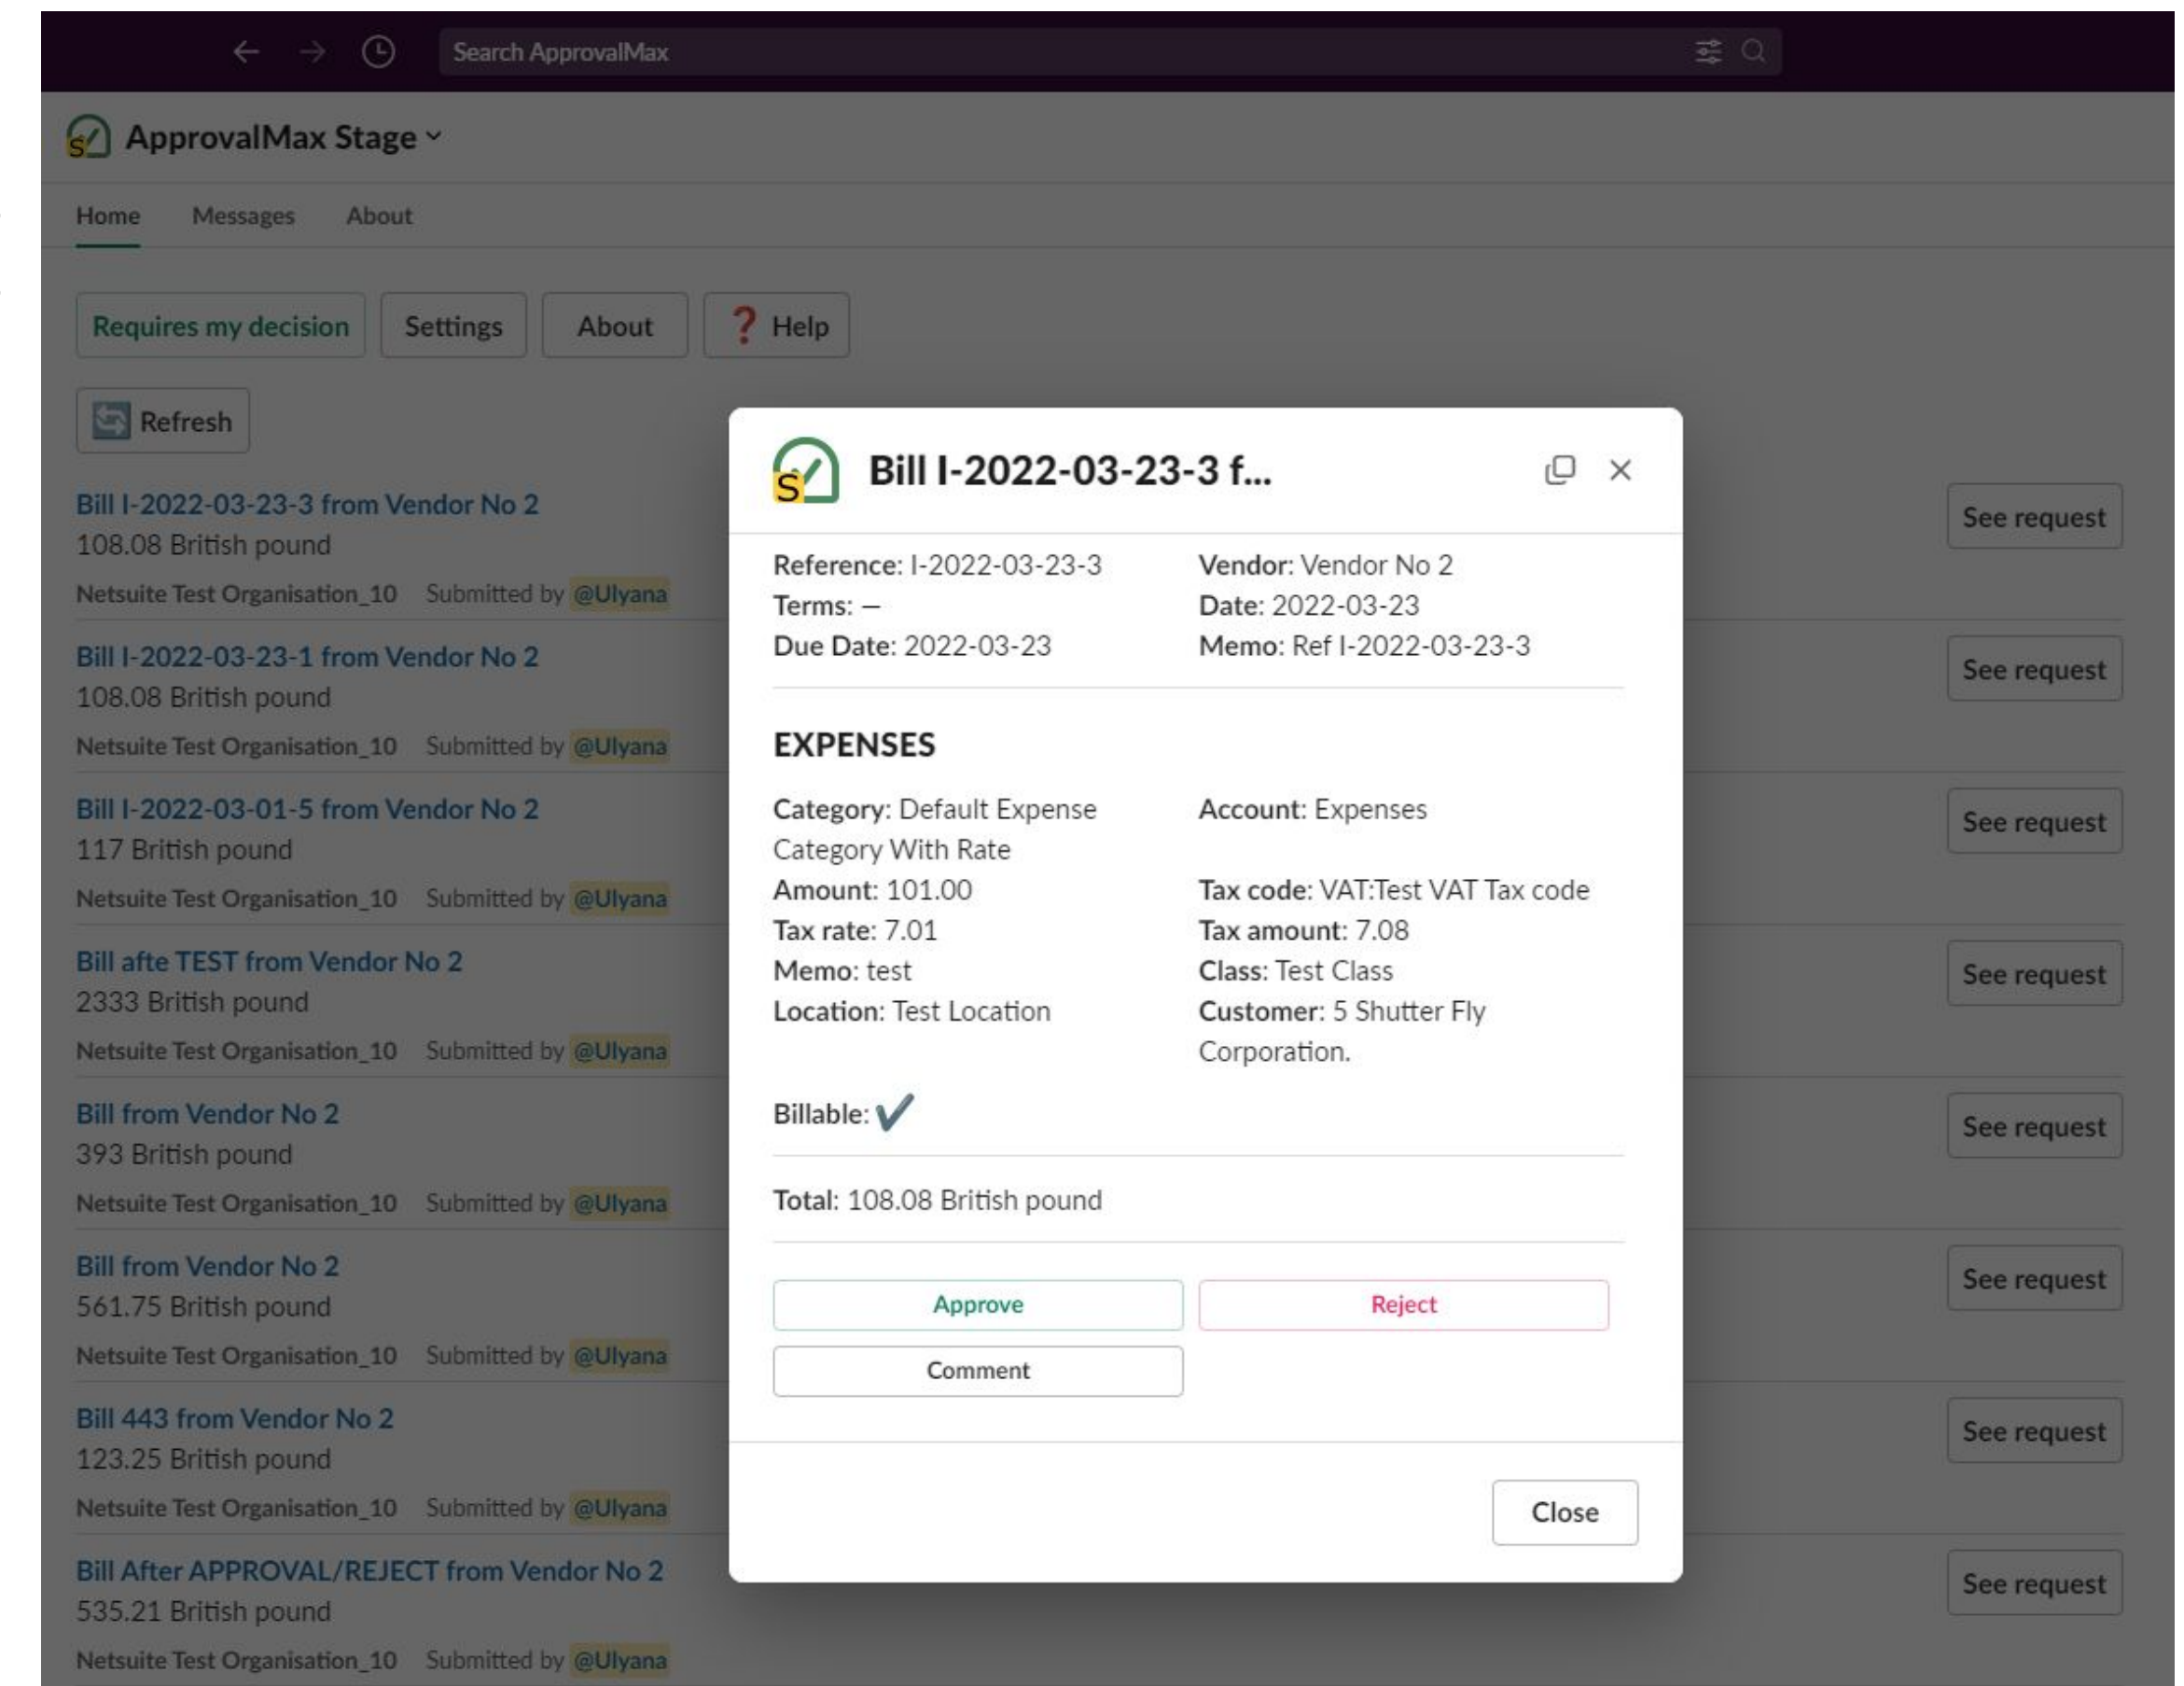 Search ApprovalMax
S
ApprovalMax Stage
Home Messages About
Requires my decision Settings About ❓ Help
Refresh
Bill I-2022-03-23-3 from Vendor No 2
108.08 British pound
Netsuite Test Organisation_10 Submitted by @Ulyana
See request
Bill I-2022-03-23-1 from Vendor No 2
108.08 British pound
Netsuite Test Organisation_10 Submitted by @Ulyana
See request
Bill I-2022-03-01-5 from Vendor No 2
117 British pound
Netsuite Test Organisation_10 Submitted by @Ulyana
See request
Bill afte TEST from Vendor No 2
2333 British pound
Netsuite Test Organisation_10 Submitted by @Ulyana
See request
Bill from Vendor No 2
393 British pound
Netsuite Test Organisation_10 Submitted by @Ulyana
See request
Bill from Vendor No 2
561.75 British pound
Netsuite Test Organisation_10 Submitted by @Ulyana
See request
Bill 443 from Vendor No 2
123.25 British pound
Netsuite Test Organisation_10 Submitted by @Ulyana
See request
Bill After APPROVAL/REJECT from Vendor No 2
535.21 British pound
Netsuite Test Organisation_10 Submitted by @Ulyana
See request
S
Bill I-2022-03-23-3 f...
Reference: I-2022-03-23-3 Vendor: Vendor No 2
Terms: — Date: 2022-03-23
Due Date: 2022-03-23 Memo: Ref I-2022-03-23-3
EXPENSES
Category: Default Expense Account: Expenses
Category With Rate
Amount: 101.00 Tax code: VAT:Test VAT Tax code
Tax rate: 7.01 Tax amount: 7.08
Memo: test Class: Test Class
Location: Test Location Customer: 5 Shutter Fly
Corporation.
Billable: ✔
Total: 108.08 British pound
Approve Reject
Comment
Close